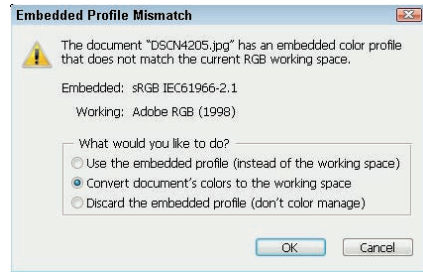 Embedded Profile Mismatch
The document “DSCN4205.jpg” has an embedded color profile
that does not match the current RGB working space.
Embedded: sRGB IEC61966-2.1
Working: Adobe RGB (1998)
What would you like to do?
Use the embedded profile (instead of the working space)
Convert document's colors to the working space
Discard the embedded profile (don't color manage)
OK Cancel